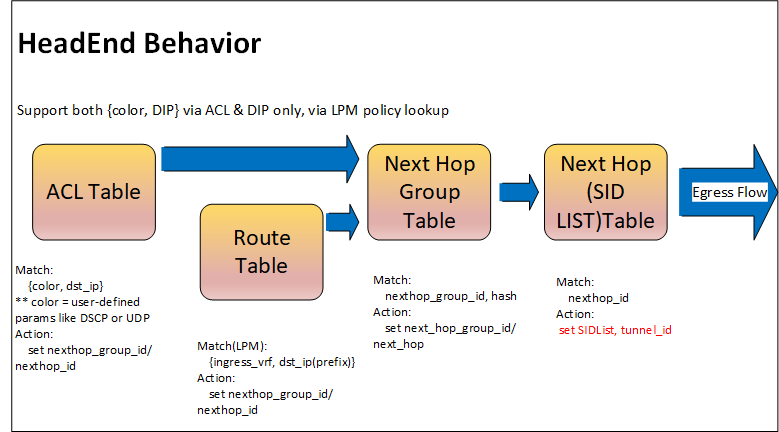 HeadEnd Behavior
Support both {color, DIP} via ACL & DIP only, via LPM policy lookup
ACL Table
Route
Table
Next Hop
Group
Table
Next Hop
(SID
LIST)Table
Egress Flow
Match:
{color, dst_ip}
** color = user-defined
params like DSCP or UDP
Action:
set nexthop_group_id/
nexthop_id
Match(LPM):
{ingress_vrf, dst_ip(prefix)}
Action:
set nexthop_group_id/
nexthop_id
Match:
nexthop_group_id, hash
Action:
set next_hop_group_id/
next_hop
Match:
nexthop_id
Action:
set SIDList, tunnel_id